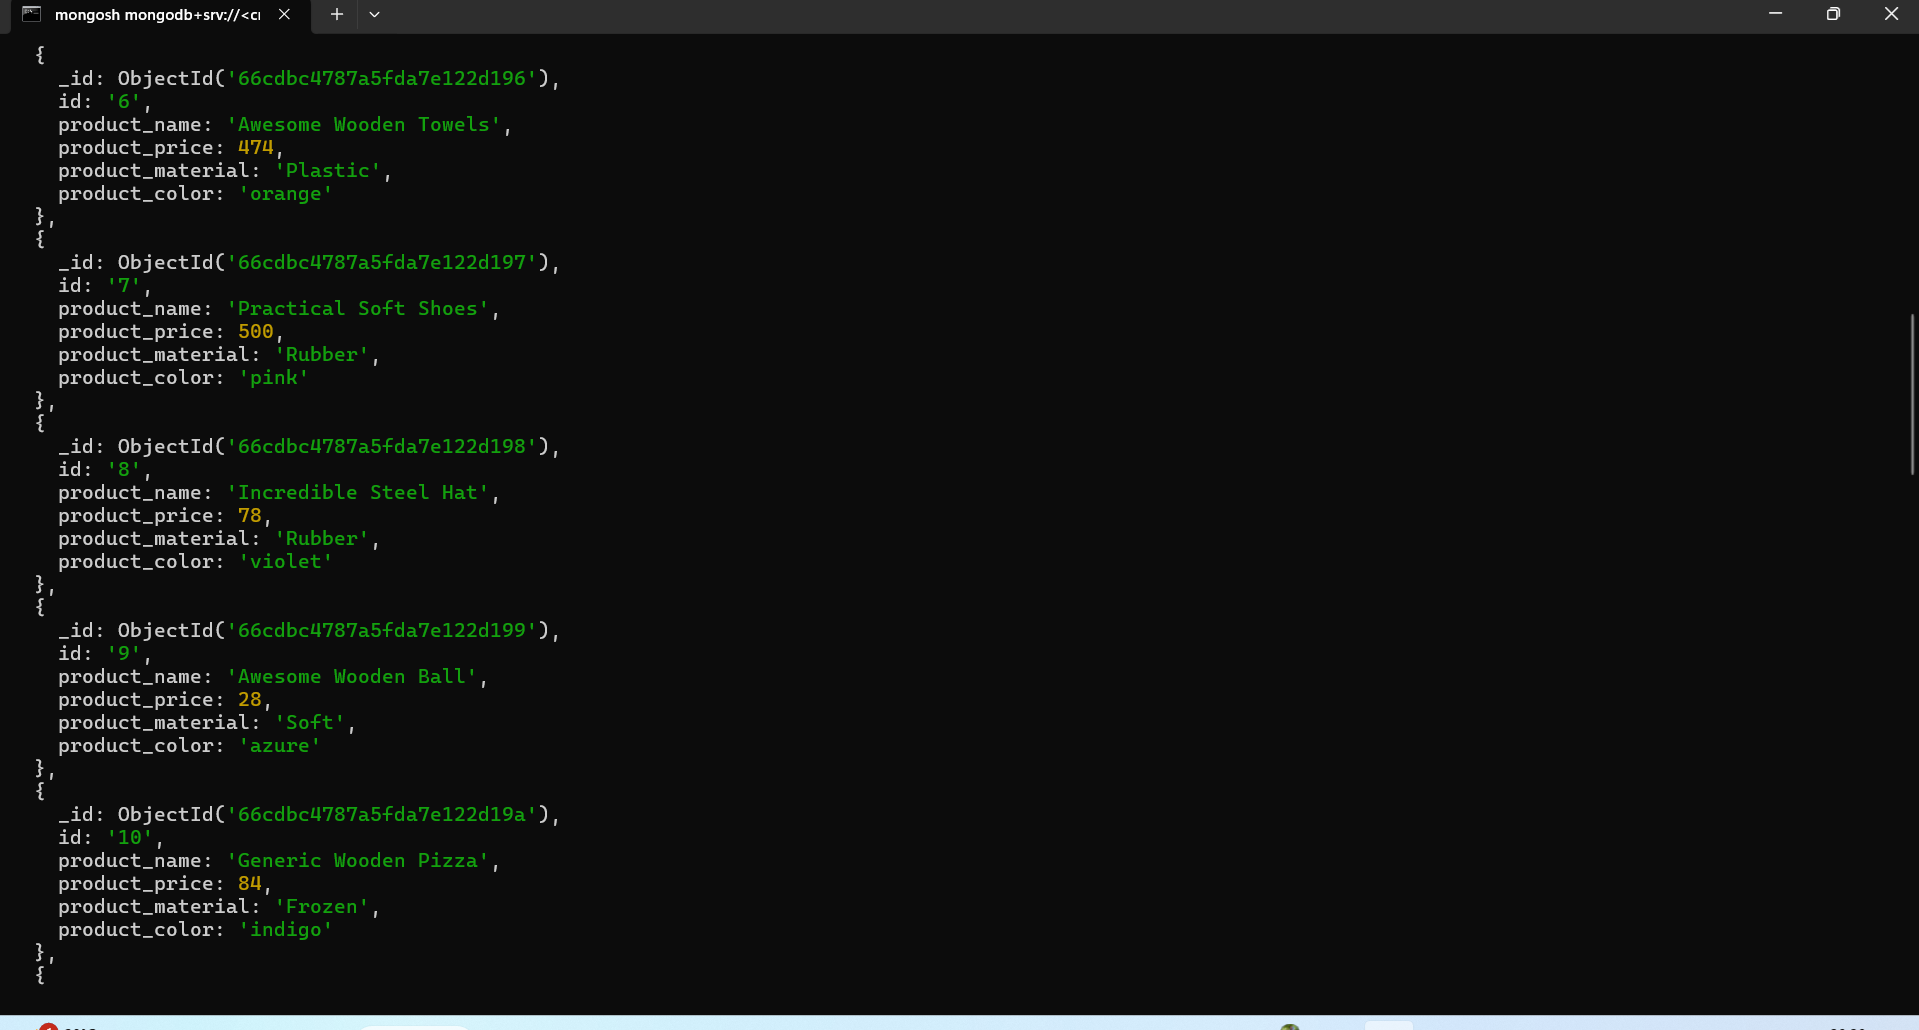 mongosh mongodb+srv://<cr
{
_id: ObjectId('66cdbc4787a5fda7e122d196'),
id: '6',
product_name: 'Awesome Wooden Towels',
product_price: 474,
product_material: 'Plastic',
product_color: 'orange'
},
{
_id: ObjectId('66cdbc4787a5fda7e122d197'),
id: '7',
product_name: 'Practical Soft Shoes',
product_price: 500,
product_material: 'Rubber',
product_color: 'pink'
},
{
_id: ObjectId('66cdbc4787a5fda7e122d198'),
id: '8',
product_name: 'Incredible Steel Hat',
product_price: 78,
product_material: 'Rubber',
product_color: 'violet'
},
{
_id: ObjectId('66cdbc4787a5fda7e122d199'),
id: '9',
product_name: 'Awesome Wooden Ball',
product_price: 28,
product_material: 'Soft',
product_color: 'azure'
},
{
_id: ObjectId('66cdbc4787a5fda7e122d19a'),
id: '10',
product_name: 'Generic Wooden Pizza',
product_price: 84,
product_material: 'Frozen',
product_color: 'indigo'
},
{